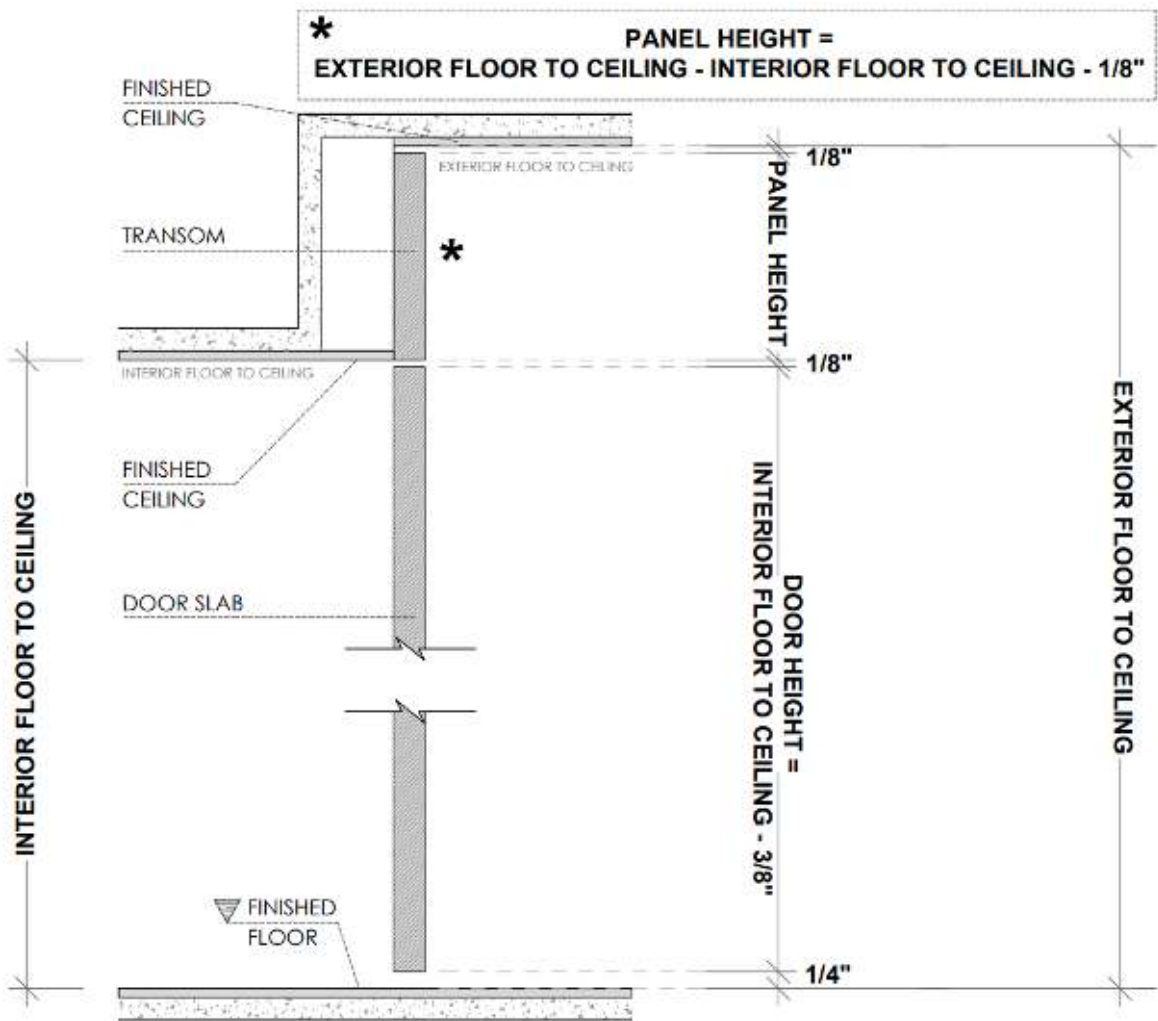 *
PANEL HEIGHT =
EXTERIOR FLOOR TO CEILING - INTERIOR FLOOR TO CEILING - 1/8"
FINISHED
CEILING
EXTERIOR FLOOR TO CEILING
1/8"
PANEL HEIGHT
TRANSOM
*
1/8"
INTERIOR FLOOR TO CEILING
FINISHED
CEILING
DOOR SLAB
INTERIOR FLOOR TO CEILING
DOOR HEIGHT =
INTERIOR FLOOR TO CEILING - 3/8"
EXTERIOR FLOOR TO CEILING
FINISHED
FLOOR
1/4"